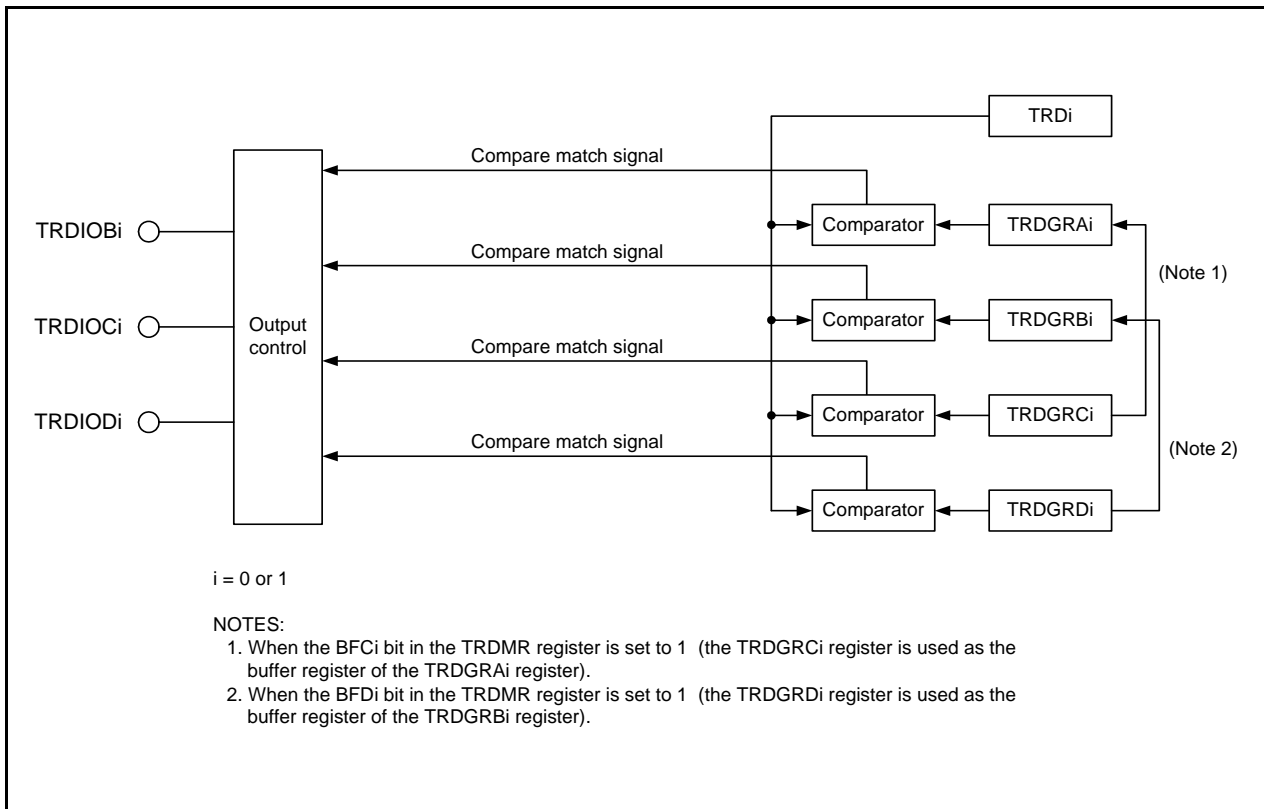 TRDi
Compare match signal
Comparator
TRDGRAi
TRDIOBi
Compare match signal
(Note 1)
Comparator
TRDGRBi
TRDIOCi
Output
control
Compare match signal
Comparator
TRDGRCi
TRDIODi
Compare match signal
(Note 2)
Comparator
TRDGRDi
i = 0 or 1
NOTES:
1. When the BFCi bit in the TRDMR register is set to 1 (the TRDGRCi register is used as the
buffer register of the TRDGRAi register).
2. When the BFDi bit in the TRDMR register is set to 1 (the TRDGRDi register is used as the
buffer register of the TRDGRBi register).